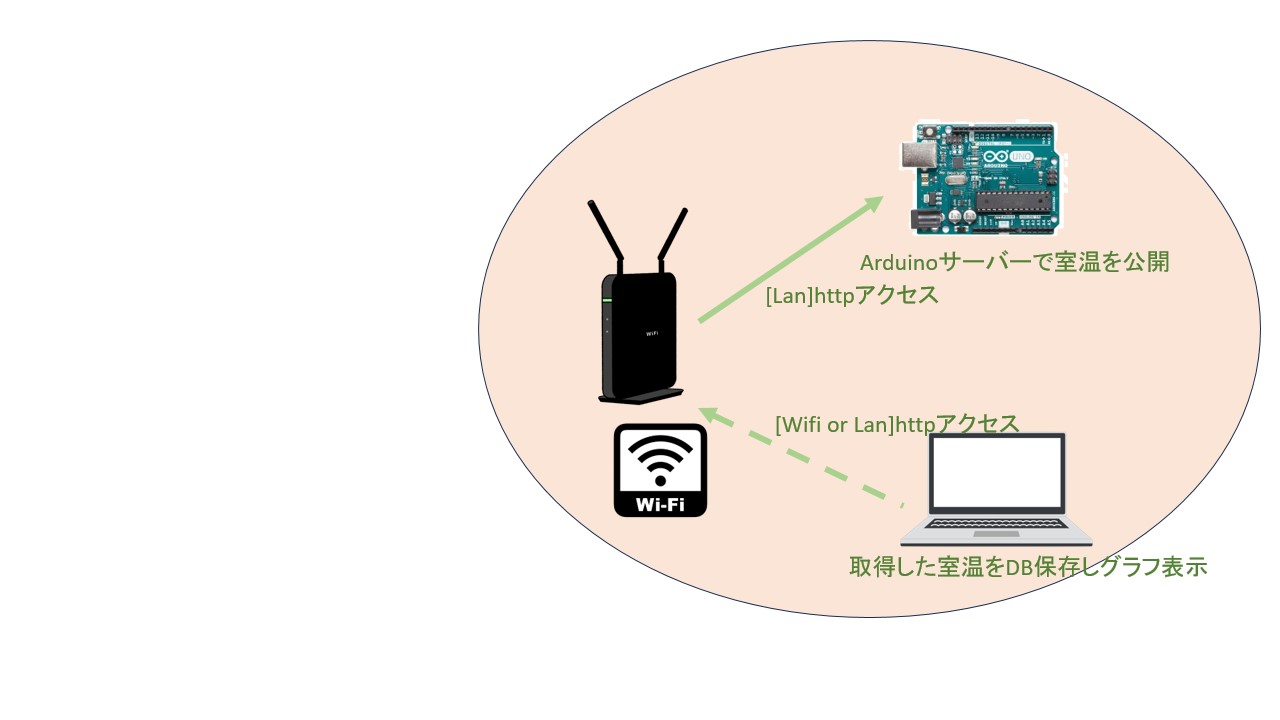 UNO
Arduinoサーバーで室温を公開
[Lan]httpアクセス
WiFi
[Wifi or Lan]httpアクセス
Wi-Fi
取得した室温をDB保存しグラフ表示